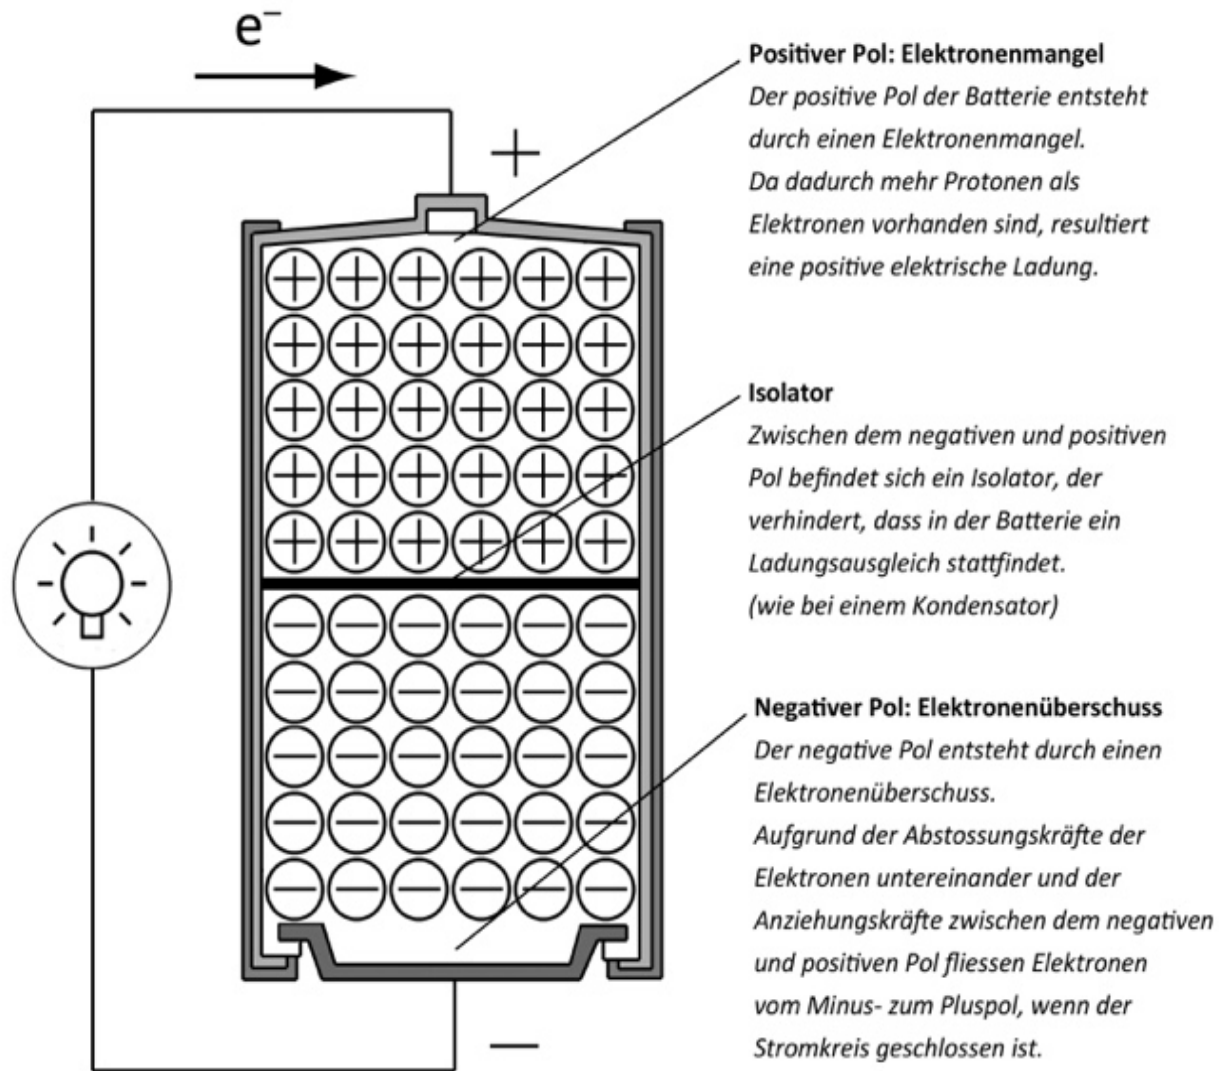 e⁻
+
Positiver Pol: Elektronenmangel
Der positive Pol der Batterie entsteht
durch einen Elektronenmangel.
Da dadurch mehr Protonen als
Elektronen vorhanden sind, resultiert
eine positive elektrische Ladung.
Isolator
Zwischen dem negativen und positiven
Pol befindet sich ein Isolator, der
verhindert, dass in der Batterie ein
Ladungsausgleich stattfindet.
(wie bei einem Kondensator)
Negativer Pol: Elektronenüberschuss
Der negative Pol entsteht durch einen
Elektronenüberschuss.
Aufgrund der Abstossungskräfte der
Elektronen untereinander und der
Anziehungskräfte zwischen dem negativen
und positiven Pol fliessen Elektronen
vom Minus- zum Pluspol, wenn der
Stromkreis geschlossen ist.
—